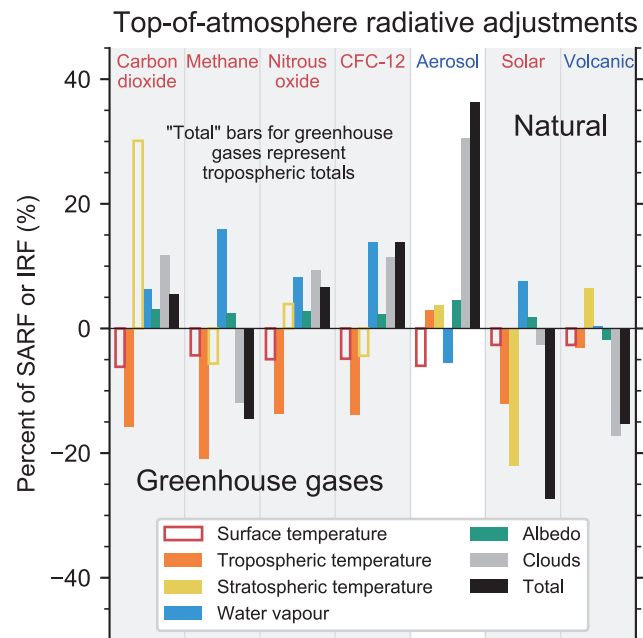 Top-of-atmosphere radiative adjustments
Percent of SARF or IRF (%)
40
20
0
−20
−40
Carbon
dioxide
Methane
Nitrous
oxide
CFC-12
Aerosol
Solar
Volcanic
"Total" bars for greenhouse
gases represent
tropospheric totals
Natural
Greenhouse gases
Surface temperature
Tropospheric temperature
Stratospheric temperature
Water vapour
Albedo
Clouds
Total